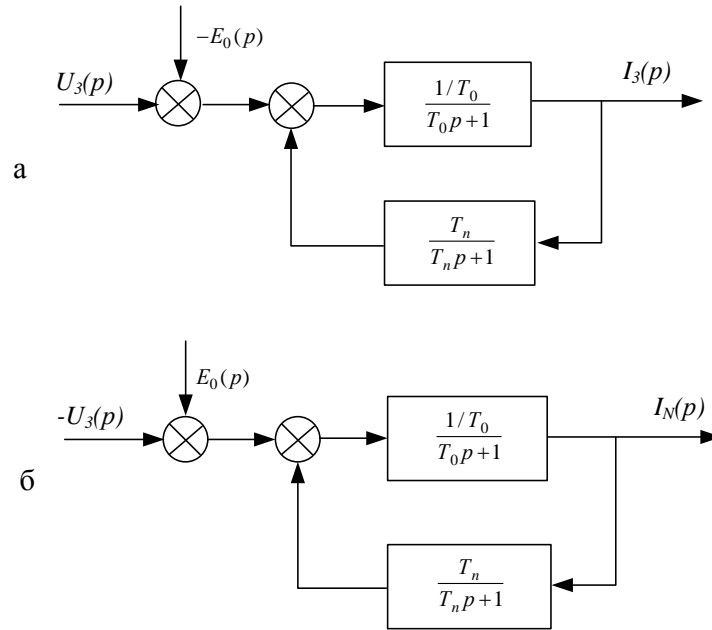 –E₀(p)
U₃(p)
1/T₀
T₀p+1
I₃(p)
а
Tₙ
Tₙp+1
E₀(p)
-U₃(p)
1/T₀
T₀p+1
I_N(p)
б
Tₙ
Tₙp+1